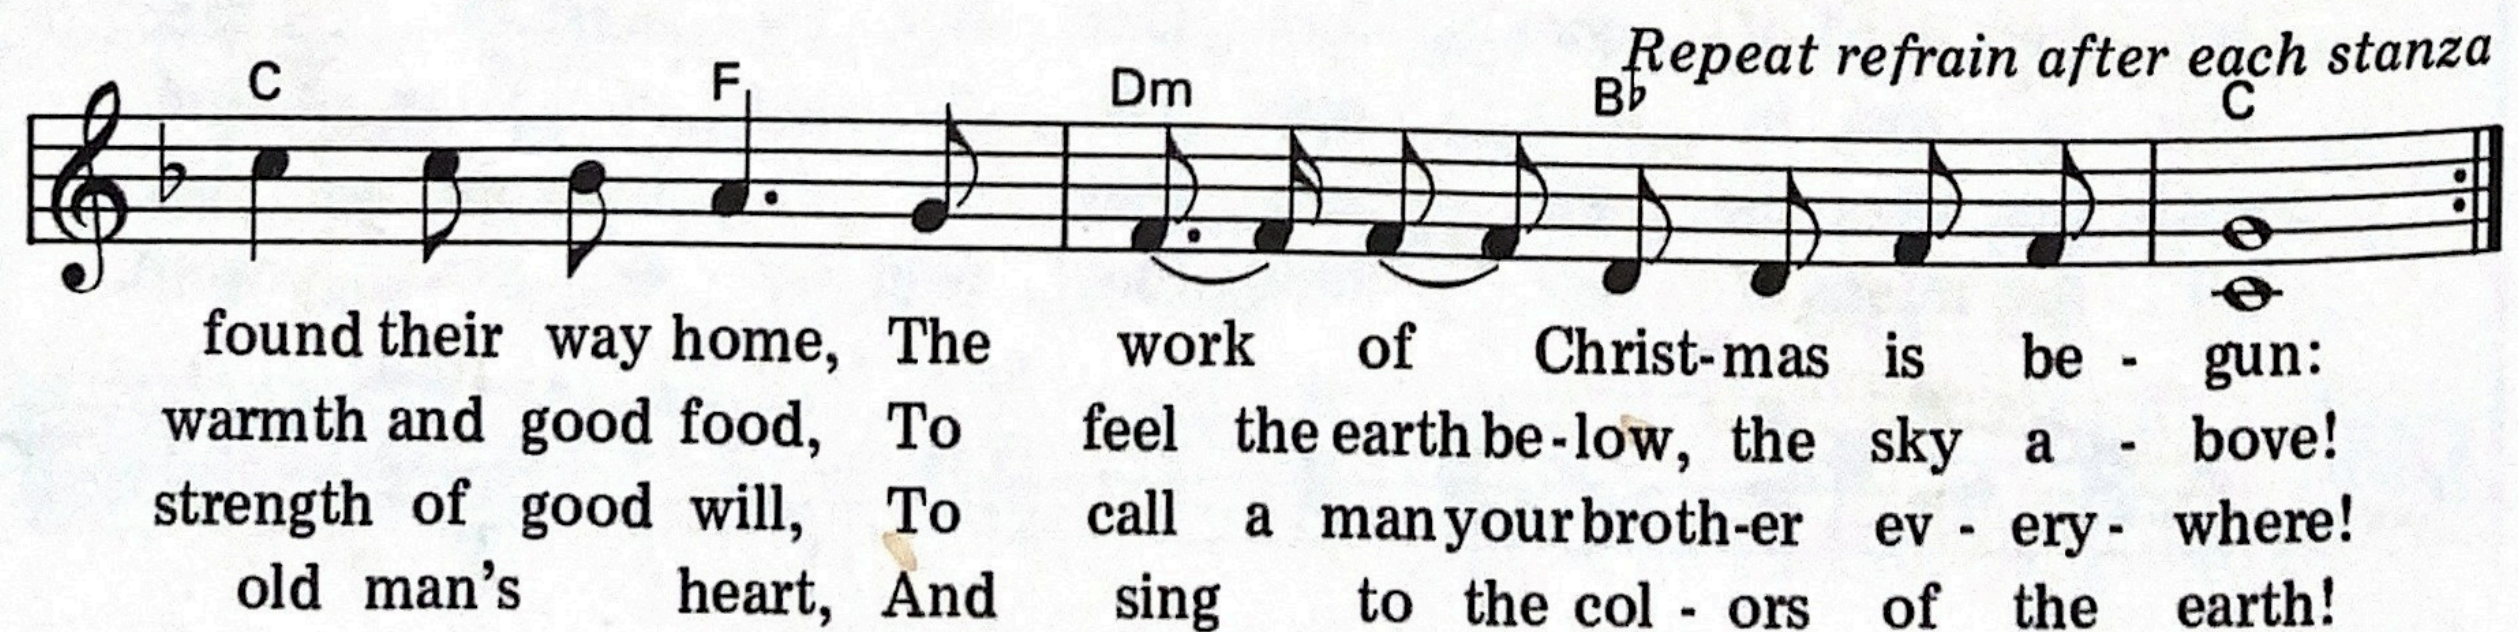 Repeat refrain after each stanza
C F Dm B♭ C
found their way home, The work of Christ-mas is be - gun:
warmth and good food, To feel the earth be-low, the sky a - bove!
strength of good will, To call a man your broth-er ev - ery - where!
old man's heart, And sing to the col - ors of the earth!